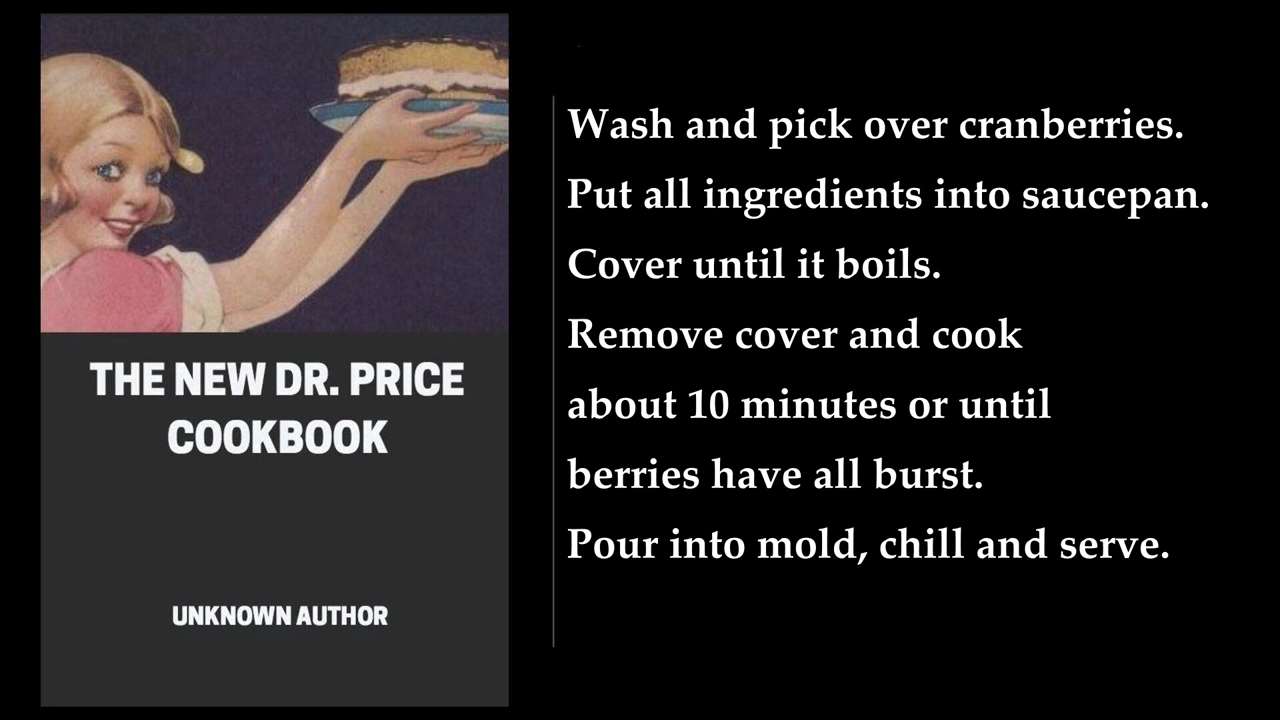 THE NEW DR. PRICE
COOKBOOK
UNKNOWN AUTHOR
Wash and pick over cranberries.
Put all ingredients into saucepan.
Cover until it boils.
Remove cover and cook
about 10 minutes or until
berries have all burst.
Pour into mold, chill and serve.